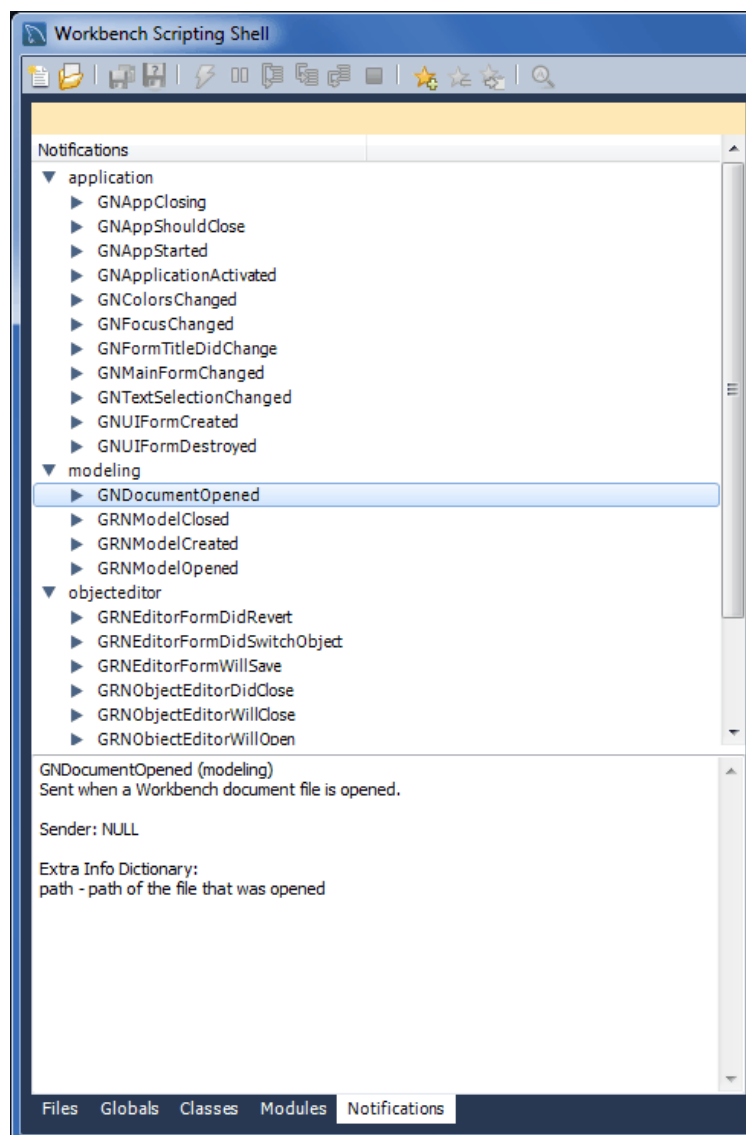 Workbench Scripting Shell
Notifications
application
GNAppClosing
GNAppShouldClose
GNAppStarted
GNApplicationActivated
GNColorsChanged
GNFocusChanged
GNFormTitleDidChange
GNMainFormChanged
GNTextSelectionChanged
GNUIFormCreated
GNUIFormDestroyed
modeling
GNDocumentOpened
GRNModelClosed
GRNModelCreated
GRNModelOpened
objecteditor
GRNEditorFormDidRevert
GRNEditorFormDidSwitchObject
GRNEditorFormWillSave
GRNObjectEditorDidClose
GRNObjectEditorWillClose
GRNObjectEditorWillOpen
GNDocumentOpened (modeling)
Sent when a Workbench document file is opened.
Sender: NULL
Extra Info Dictionary:
path - path of the file that was opened
Files Globals Classes Modules Notifications